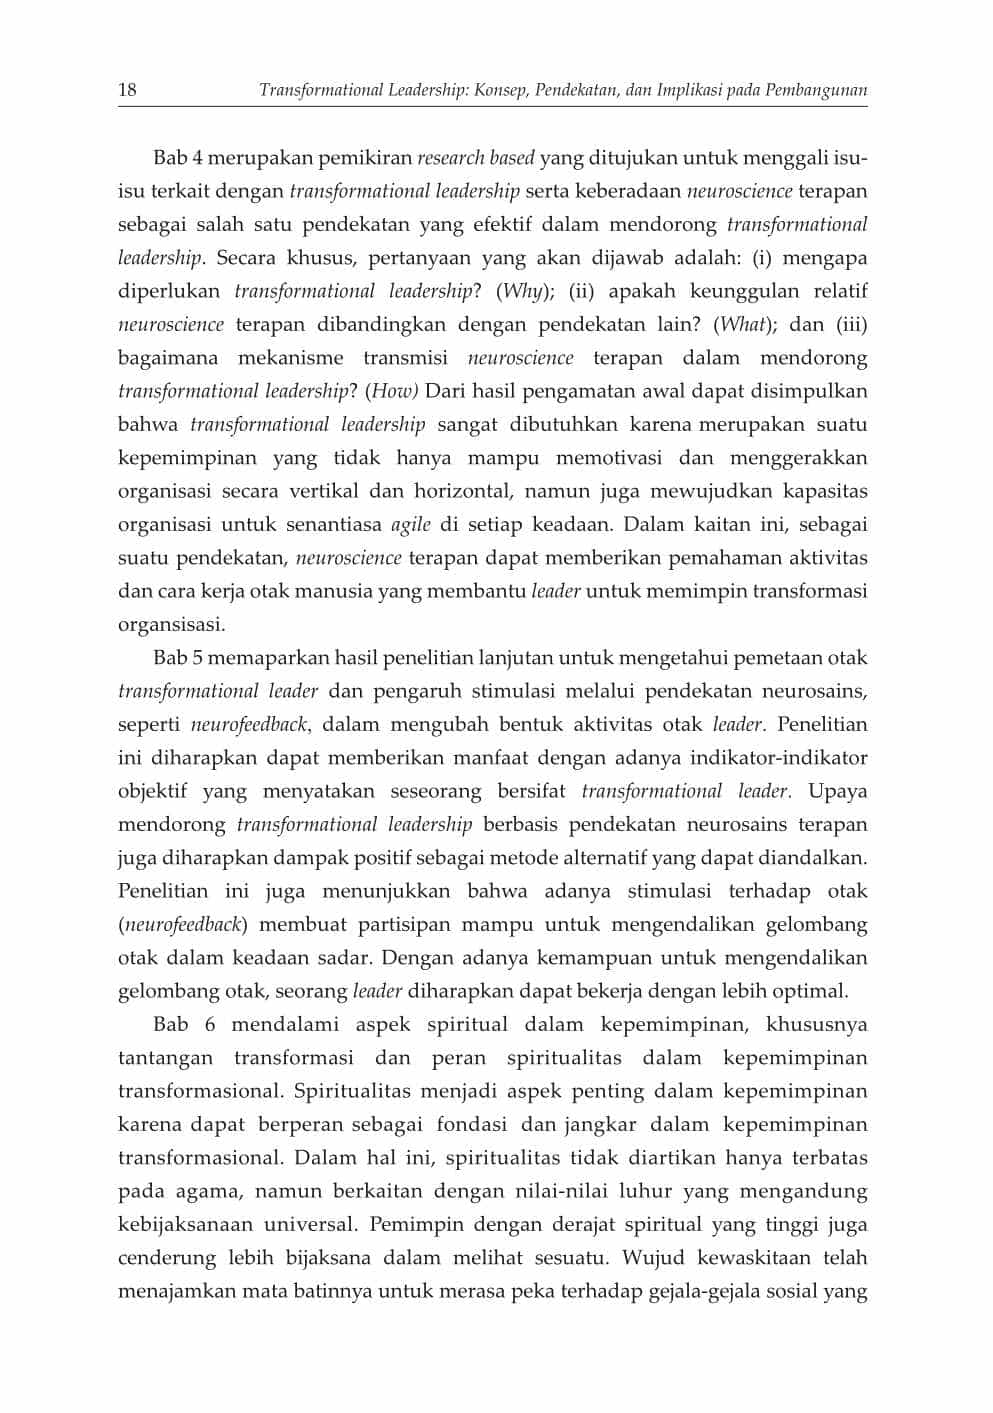 18 Transformational Leadership: Konsep, Pendekatan, dan Implikasi pada Pembangunan
Bab 4 merupakan pemikiran research based yang ditujukan untuk menggali isu-
isu terkait dengan transformational leadership serta keberadaan neuroscience terapan
sebagai salah satu pendekatan yang efektif dalam mendorong transformational
leadership. Secara khusus, pertanyaan yang akan dijawab adalah: (i) mengapa
diperlukan transformational leadership? (Why); (ii) apakah keunggulan relatif
neuroscience terapan dibandingkan dengan pendekatan lain? (What); dan (iii)
bagaimana mekanisme transmisi neuroscience terapan dalam mendorong
transformational leadership? (How) Dari hasil pengamatan awal dapat disimpulkan
bahwa transformational leadership sangat dibutuhkan karena merupakan suatu
kepemimpinan yang tidak hanya mampu memotivasi dan menggerakkan
organisasi secara vertikal dan horizontal, namun juga mewujudkan kapasitas
organisasi untuk senantiasa agile di setiap keadaan. Dalam kaitan ini, sebagai
suatu pendekatan, neuroscience terapan dapat memberikan pemahaman aktivitas
dan cara kerja otak manusia yang membantu leader untuk memimpin transformasi
organsisasi.
Bab 5 memaparkan hasil penelitian lanjutan untuk mengetahui pemetaan otak
transformational leader dan pengaruh stimulasi melalui pendekatan neurosains,
seperti neurofeedback, dalam mengubah bentuk aktivitas otak leader. Penelitian
ini diharapkan dapat memberikan manfaat dengan adanya indikator-indikator
objektif yang menyatakan seseorang bersifat transformational leader. Upaya
mendorong transformational leadership berbasis pendekatan neurosains terapan
juga diharapkan dampak positif sebagai metode alternatif yang dapat diandalkan.
Penelitian ini juga menunjukkan bahwa adanya stimulasi terhadap otak
(neurofeedback) membuat partisipan mampu untuk mengendalikan gelombang
otak dalam keadaan sadar. Dengan adanya kemampuan untuk mengendalikan
gelombang otak, seorang leader diharapkan dapat bekerja dengan lebih optimal.
Bab 6 mendalami aspek spiritual dalam kepemimpinan, khususnya
tantangan transformasi dan peran spiritualitas dalam kepemimpinan
transformasional. Spiritualitas menjadi aspek penting dalam kepemimpinan
karena dapat berperan sebagai fondasi dan jangkar dalam kepemimpinan
transformasional. Dalam hal ini, spiritualitas tidak diartikan hanya terbatas
pada agama, namun berkaitan dengan nilai-nilai luhur yang mengandung
kebijaksanaan universal. Pemimpin dengan derajat spiritual yang tinggi juga
cenderung lebih bijaksana dalam melihat sesuatu. Wujud kewaskitaan telah
menajamkan mata batinnya untuk merasa peka terhadap gejala-gejala sosial yang